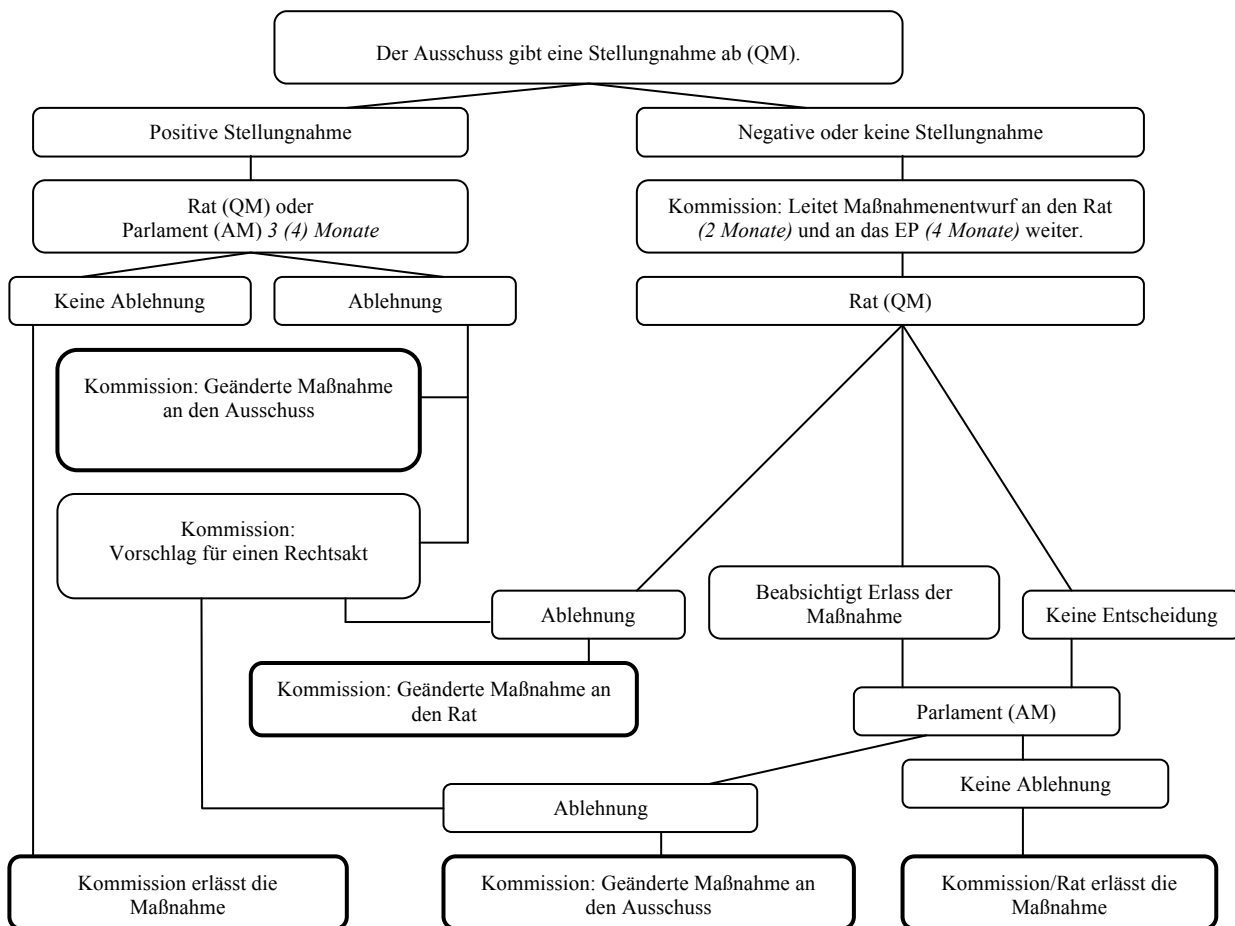 Der Ausschuss gibt eine Stellungnahme ab (QM).
Positive Stellungnahme
Negative oder keine Stellungnahme
Rat (QM) oder
Parlament (AM) 3 (4) Monate
Kommission: Leitet Maßnahmenentwurf an den Rat
(2 Monate) und an das EP (4 Monate) weiter.
Keine Ablehnung
Ablehnung
Rat (QM)
Kommission: Geänderte Maßnahme
an den Ausschuss
Kommission:
Vorschlag für einen Rechtsakt
Ablehnung
Beabsichtigt Erlass der
Maßnahme
Keine Entscheidung
Kommission: Geänderte Maßnahme an
den Rat
Parlament (AM)
Ablehnung
Keine Ablehnung
Kommission erlässt die
Maßnahme
Kommission: Geänderte Maßnahme an
den Ausschuss
Kommission/Rat erlässt die
Maßnahme